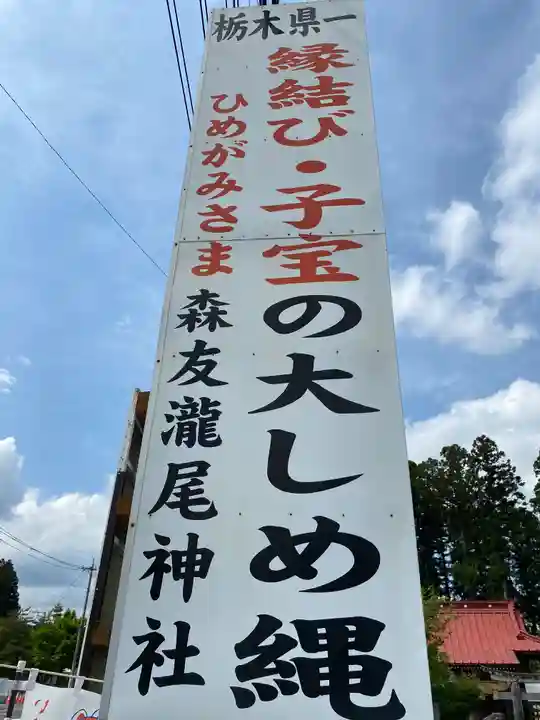 栃木県一
縁結び・子宝の大しめ縄
ひめがみさま
森友瀧尾神社